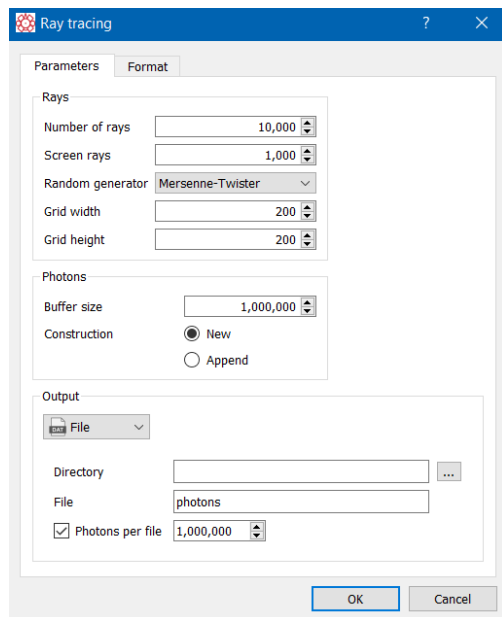 Ray tracing ? ×
Parameters Format
Rays
Number of rays 10,000
Screen rays 1,000
Random generator Mersenne-Twister
Grid width 200
Grid height 200
Photons
Buffer size 1,000,000
Construction New
Append
Output
DAT File
Directory ...
File photons
Photons per file 1,000,000
OK Cancel